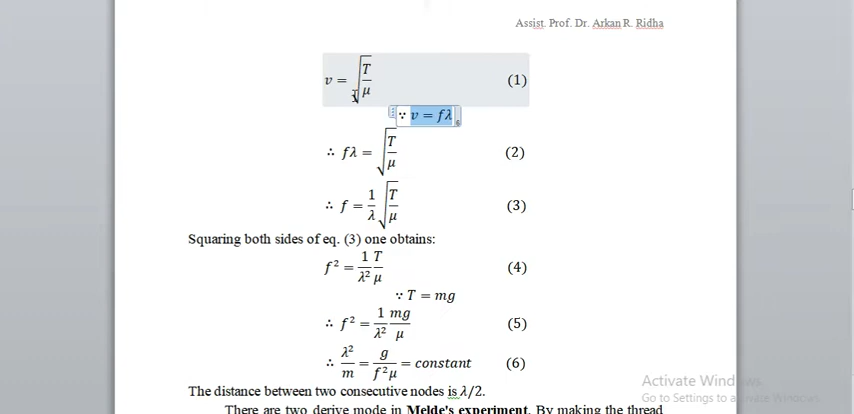 Assist. Prof. Dr. Arkan R. Ridha
v = √(T/μ) (1)
∵ v = fλ
∴ fλ = √(T/μ) (2)
∴ f = (1/λ)√(T/μ) (3)
Squaring both sides of eq. (3) one obtains:
f² = (1/λ²)(T/μ) (4)
∵ T = mg
∴ f² = (1/λ²)(mg/μ) (5)
∴ λ²/m = g/(f²μ) = constant (6)
The distance between two consecutive nodes is λ/2.
There are two derive mode in Melde's experiment. By making the thread
Activate Windows
Go to Settings to activate Windows.